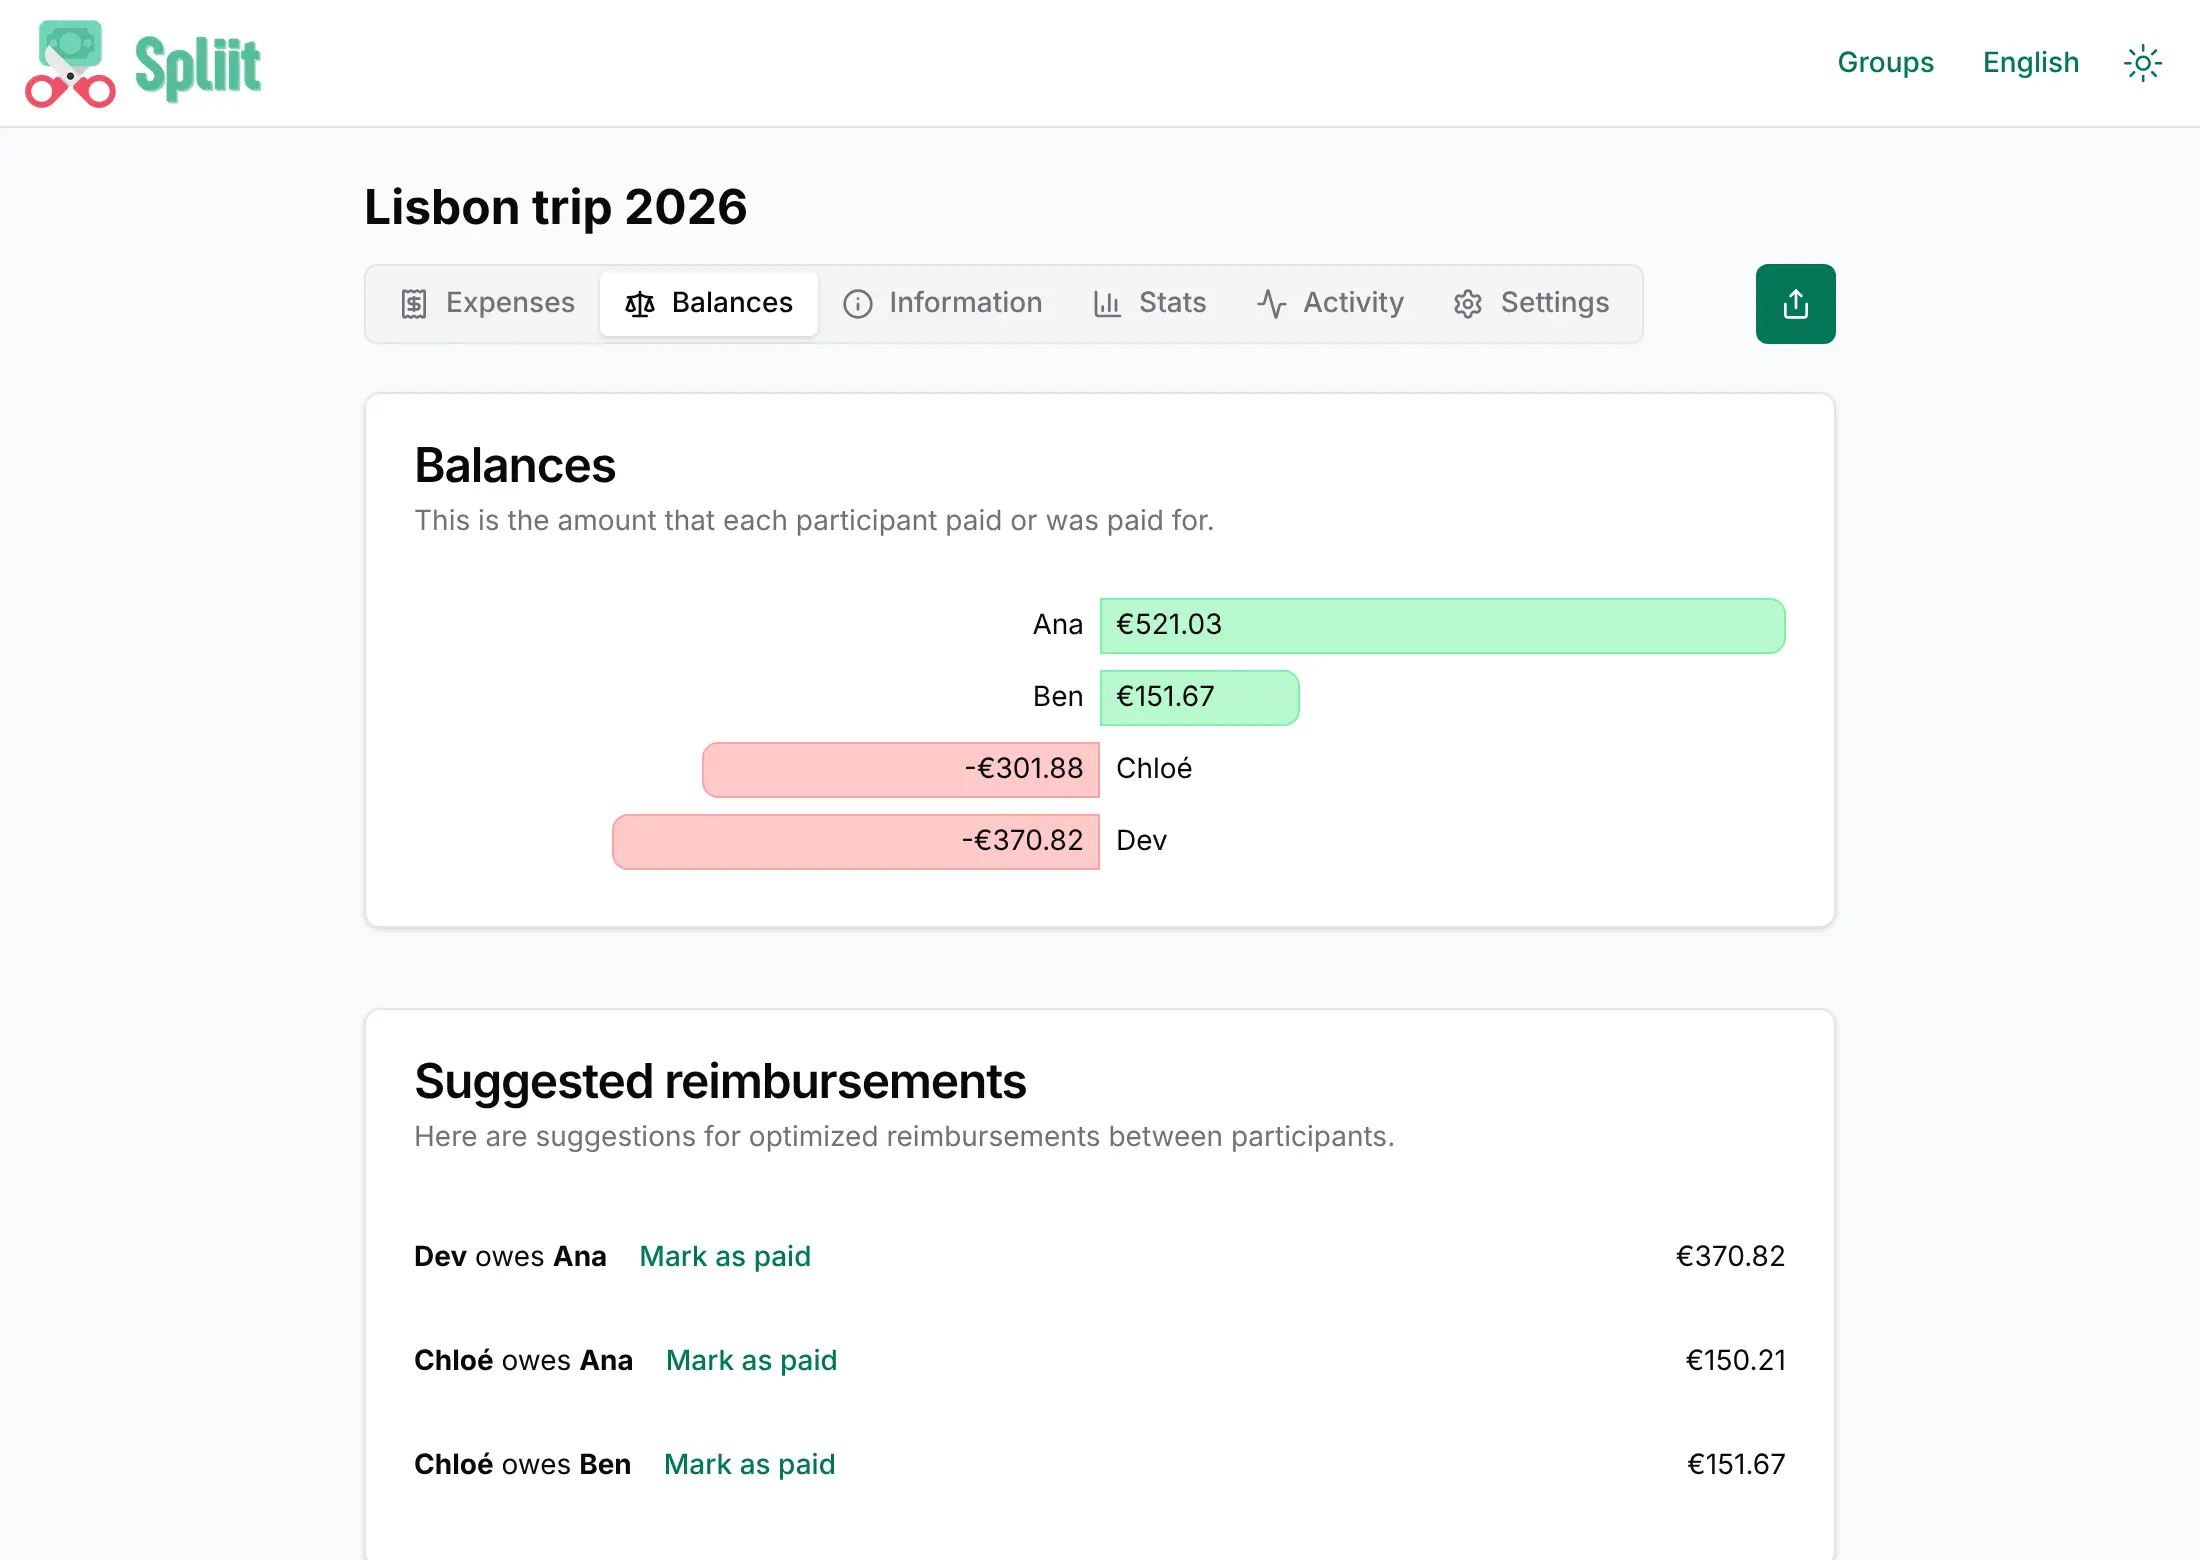 Spliit
Groups English
Lisbon trip 2026
Expenses Balances Information Stats Activity Settings
Balances
This is the amount that each participant paid or was paid for.
Ana €521.03
Ben €151.67
-€301.88 Chloé
-€370.82 Dev
Suggested reimbursements
Here are suggestions for optimized reimbursements between participants.
Dev owes Ana Mark as paid €370.82
Chloé owes Ana Mark as paid €150.21
Chloé owes Ben Mark as paid €151.67